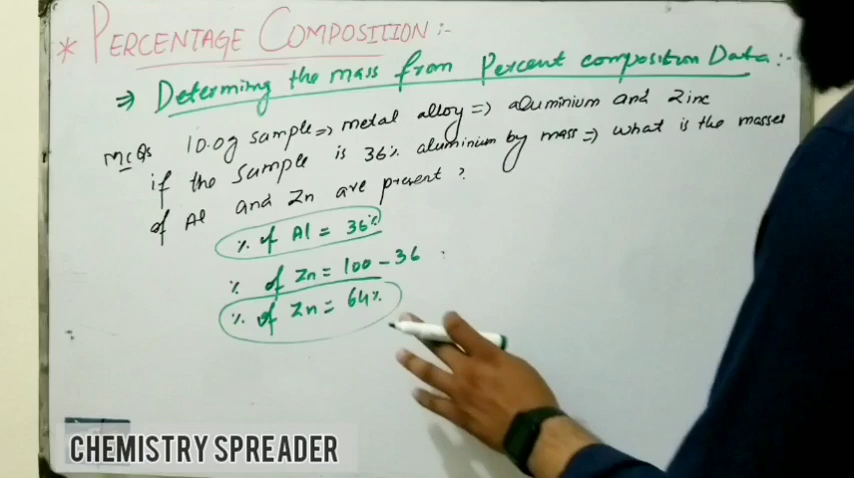 * PERCENTAGE COMPOSITION :-
⇒ Determining the mass from Percent composition Data :-
MCQs 10.0g sample ⇒ metal alloy ⇒ aluminium and zinc
if the sample is 36% aluminium by mass ⇒ what is the masses
of Al and Zn are present ?
% of Al = 36%
% of Zn = 100 - 36
% of Zn = 64%
CHEMISTRY SPREADER